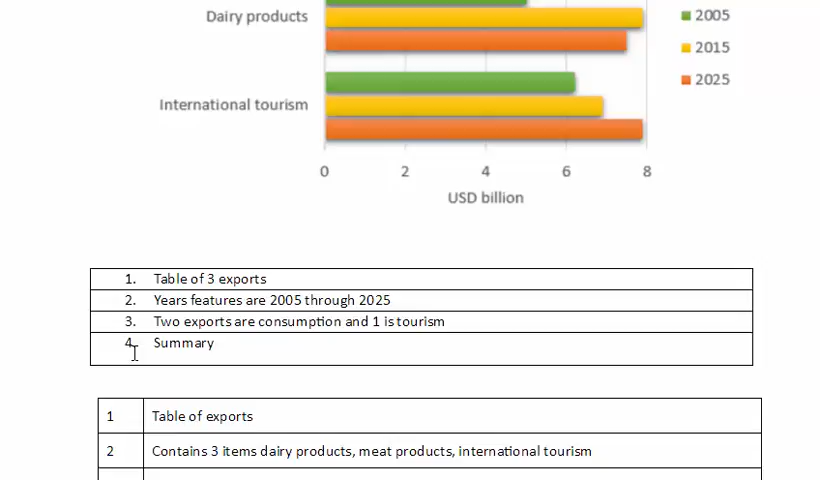 Dairy products
2005
2015
2025
International tourism
0 2 4 6 8
USD billion
1. Table of 3 exports
2. Years features are 2005 through 2025
3. Two exports are consumption and 1 is tourism
4. Summary
1 Table of exports
2 Contains 3 items dairy products, meat products, international tourism